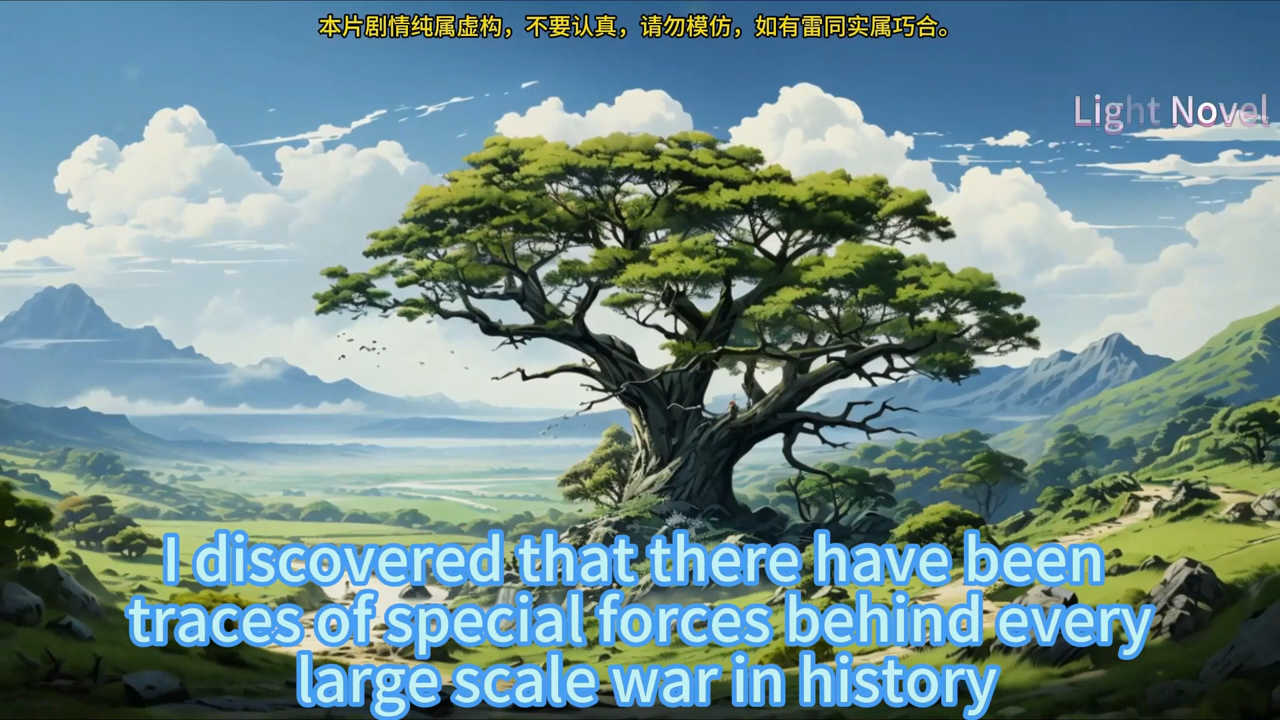 本片剧情纯属虚构，不要认真，请勿模仿，如有雷同实属巧合。
Light Novel
I discovered that there have been
traces of special forces behind every
large scale war in history